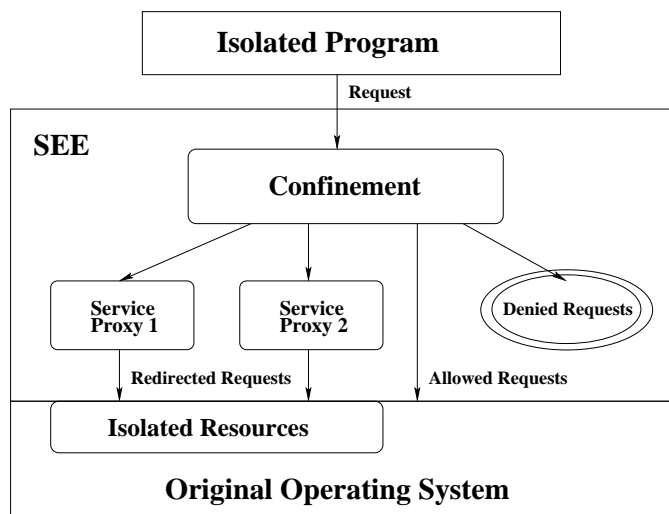 Isolated Program
Request
SEE
Confinement
Service
Proxy 1
Service
Proxy 2
Denied Requests
Redirected Requests
Allowed Requests
Isolated Resources
Original Operating System